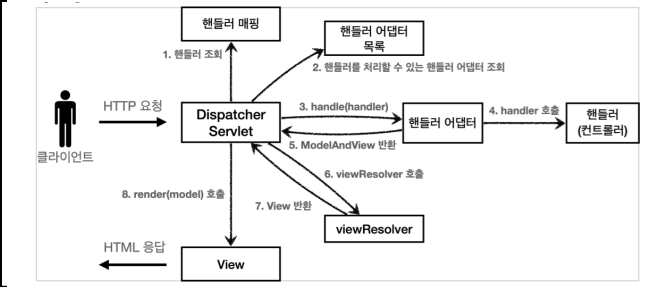 핸들러 매핑
핸들러 어댑터
목록
1. 핸들러 조회
2. 핸들러를 처리할 수 있는 핸들러 어댑터 조회
HTTP 요청
Dispatcher
Servlet
3. handle(handler)
핸들러 어댑터
4. handler 호출
핸들러
(컨트롤러)
5. ModelAndView 반환
클라이언트
6. viewResolver 호출
8. render(model) 호출
7. View 반환
viewResolver
HTML 응답
View